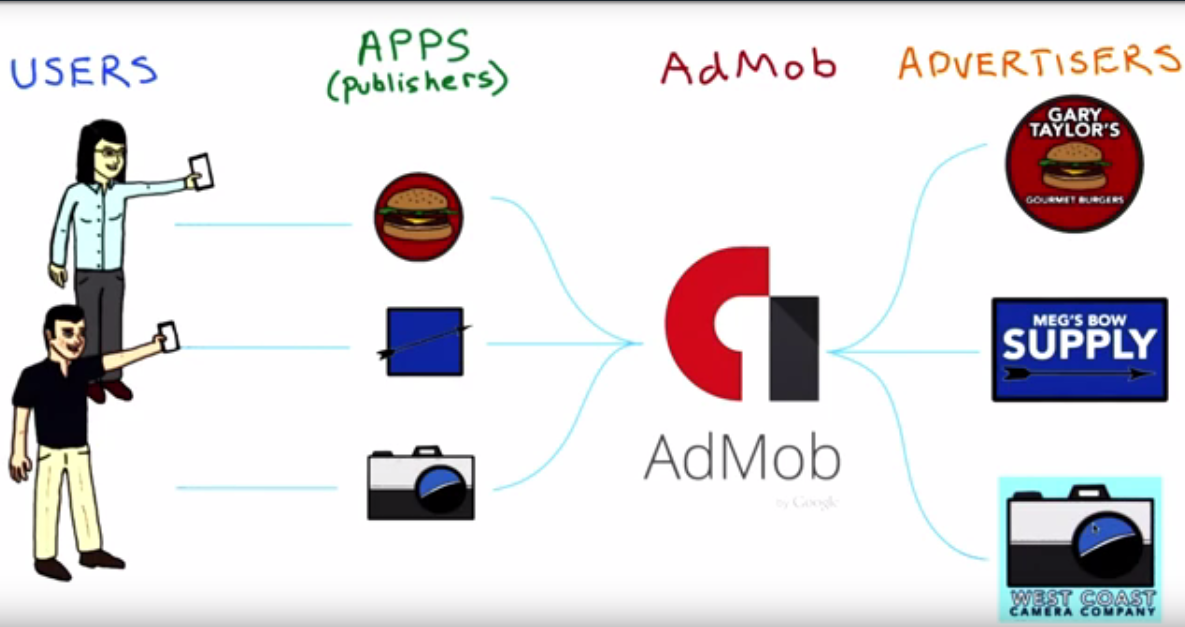 USERS
APPS
(publishers)
AdMob
ADVERTISERS
GARY
TAYLOR'S
GOURMET BURGERS
MEG'S BOW
SUPPLY
AdMob
by Google
WEST COAST
CAMERA COMPANY